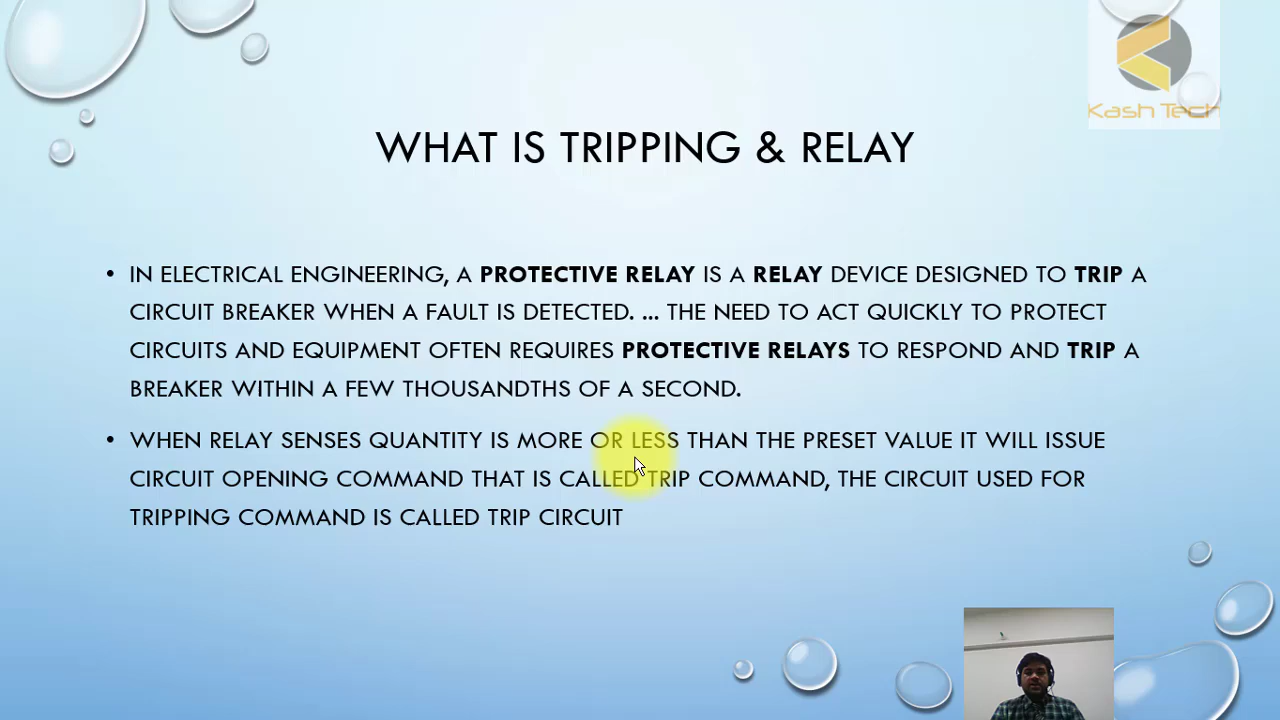 Kash Tech
WHAT IS TRIPPING & RELAY
• IN ELECTRICAL ENGINEERING, A PROTECTIVE RELAY IS A RELAY DEVICE DESIGNED TO TRIP A
CIRCUIT BREAKER WHEN A FAULT IS DETECTED. ... THE NEED TO ACT QUICKLY TO PROTECT
CIRCUITS AND EQUIPMENT OFTEN REQUIRES PROTECTIVE RELAYS TO RESPOND AND TRIP A
BREAKER WITHIN A FEW THOUSANDTHS OF A SECOND.
• WHEN RELAY SENSES QUANTITY IS MORE OR LESS THAN THE PRESET VALUE IT WILL ISSUE
CIRCUIT OPENING COMMAND THAT IS CALLED TRIP COMMAND, THE CIRCUIT USED FOR
TRIPPING COMMAND IS CALLED TRIP CIRCUIT